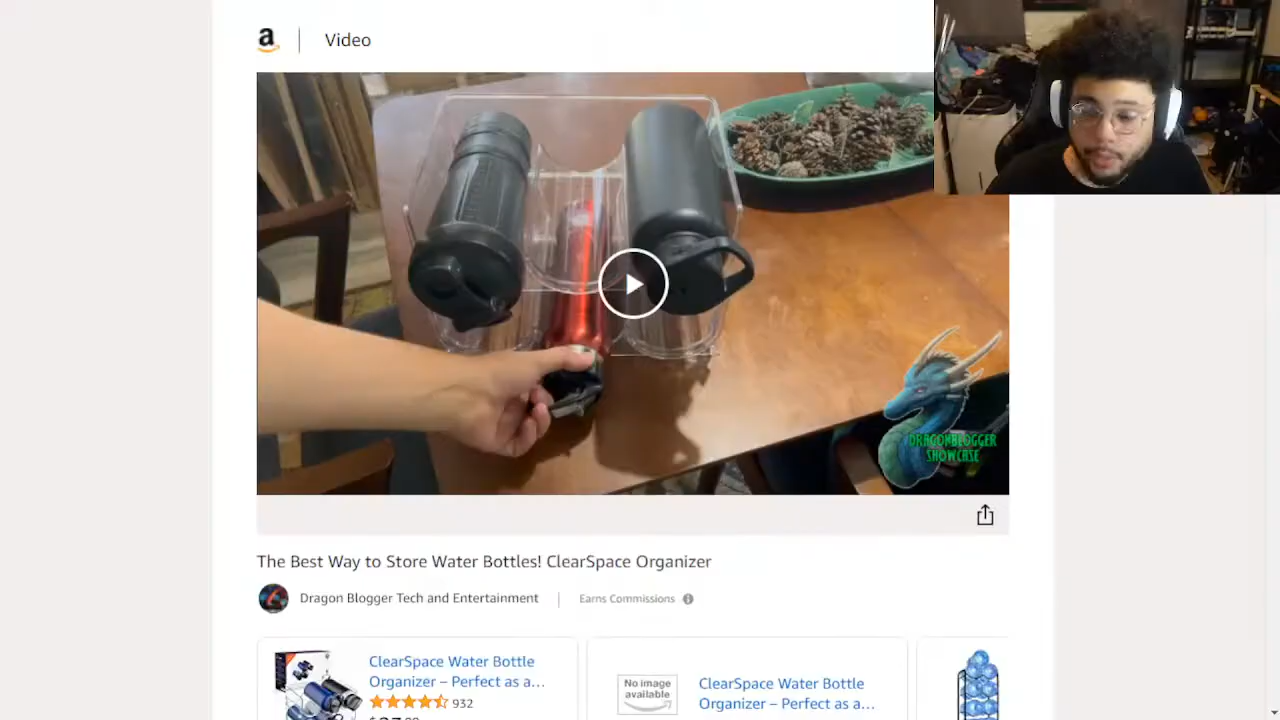 a
Video
DRAGONBLOGGER
SHOWCASE
The Best Way to Store Water Bottles! ClearSpace Organizer
Dragon Blogger Tech and Entertainment
Earns Commissions
ClearSpace Water Bottle
Organizer – Perfect as a...
932
No image
available
ClearSpace Water Bottle
Organizer – Perfect as a...